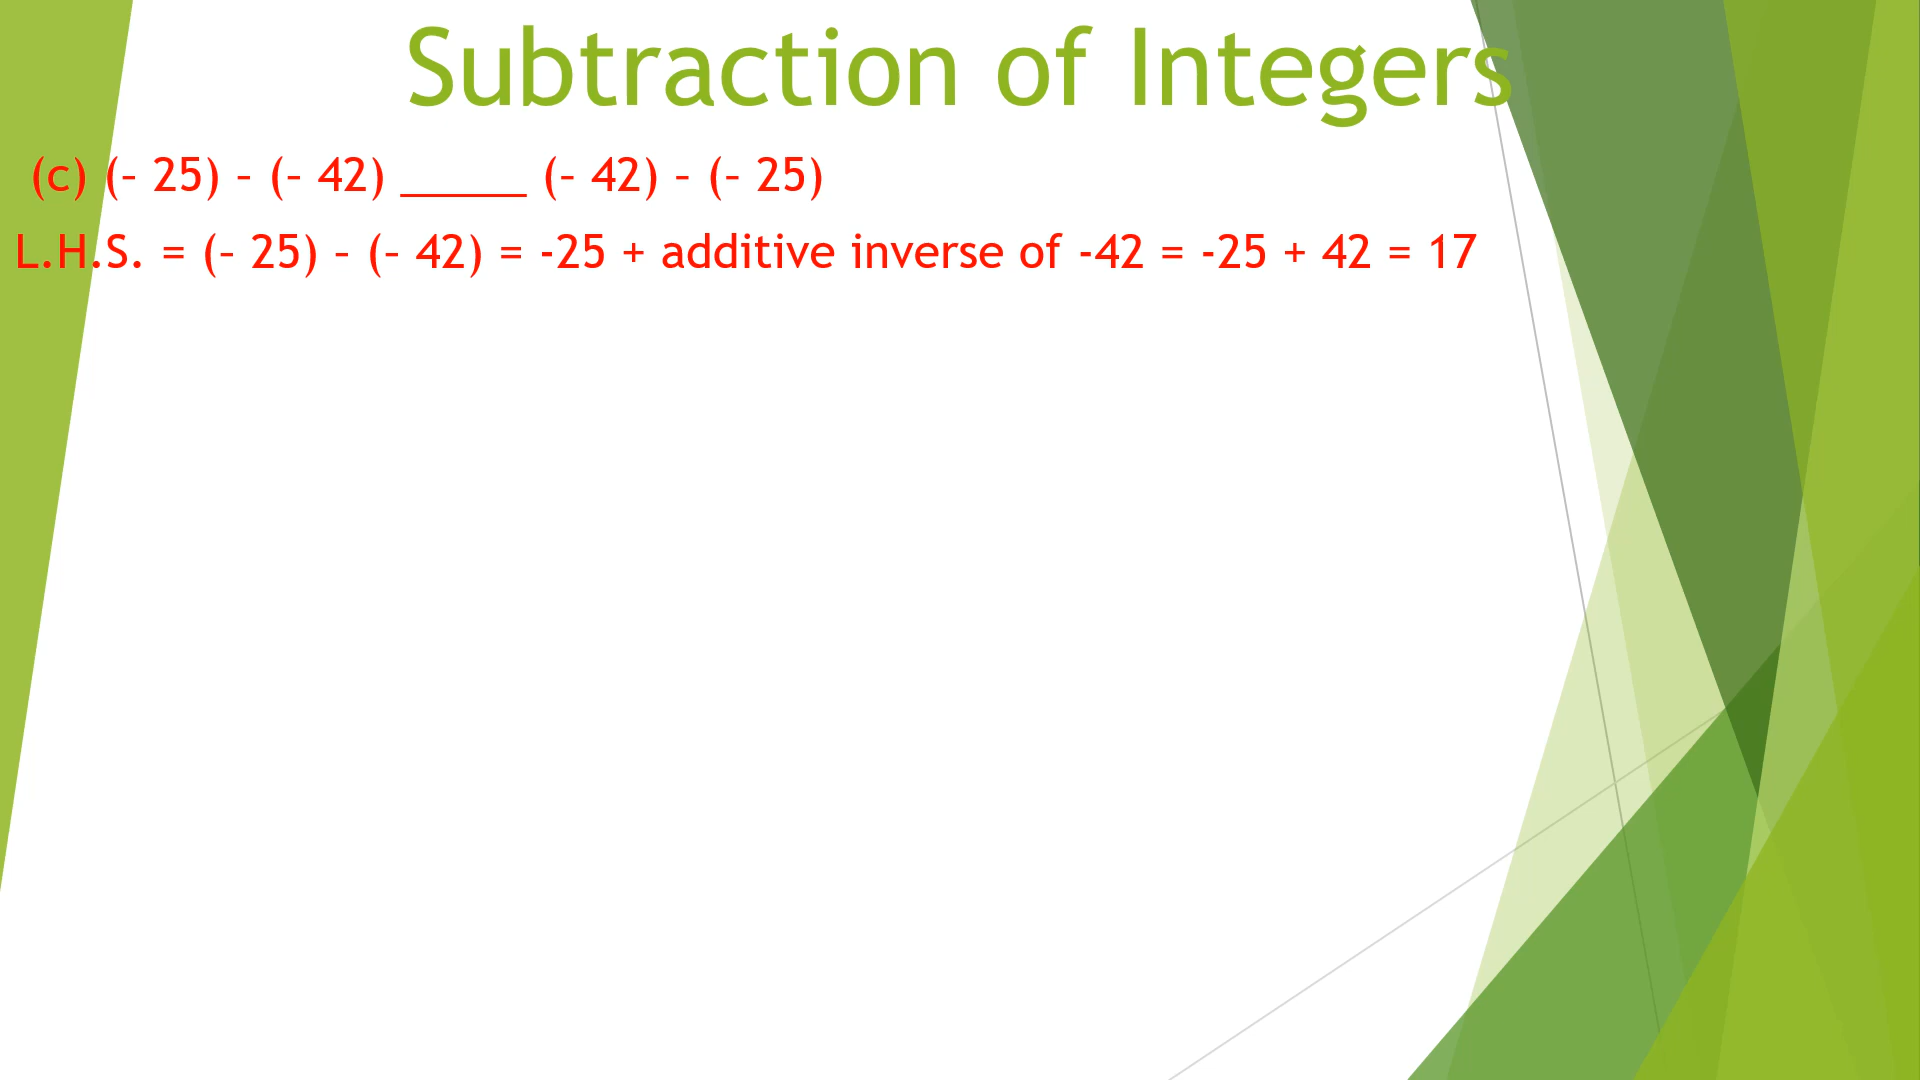 Subtraction of Integers
(c) (– 25) – (– 42) _____ (– 42) – (– 25)
L.H.S. = (– 25) – (– 42) = -25 + additive inverse of -42 = -25 + 42 = 17